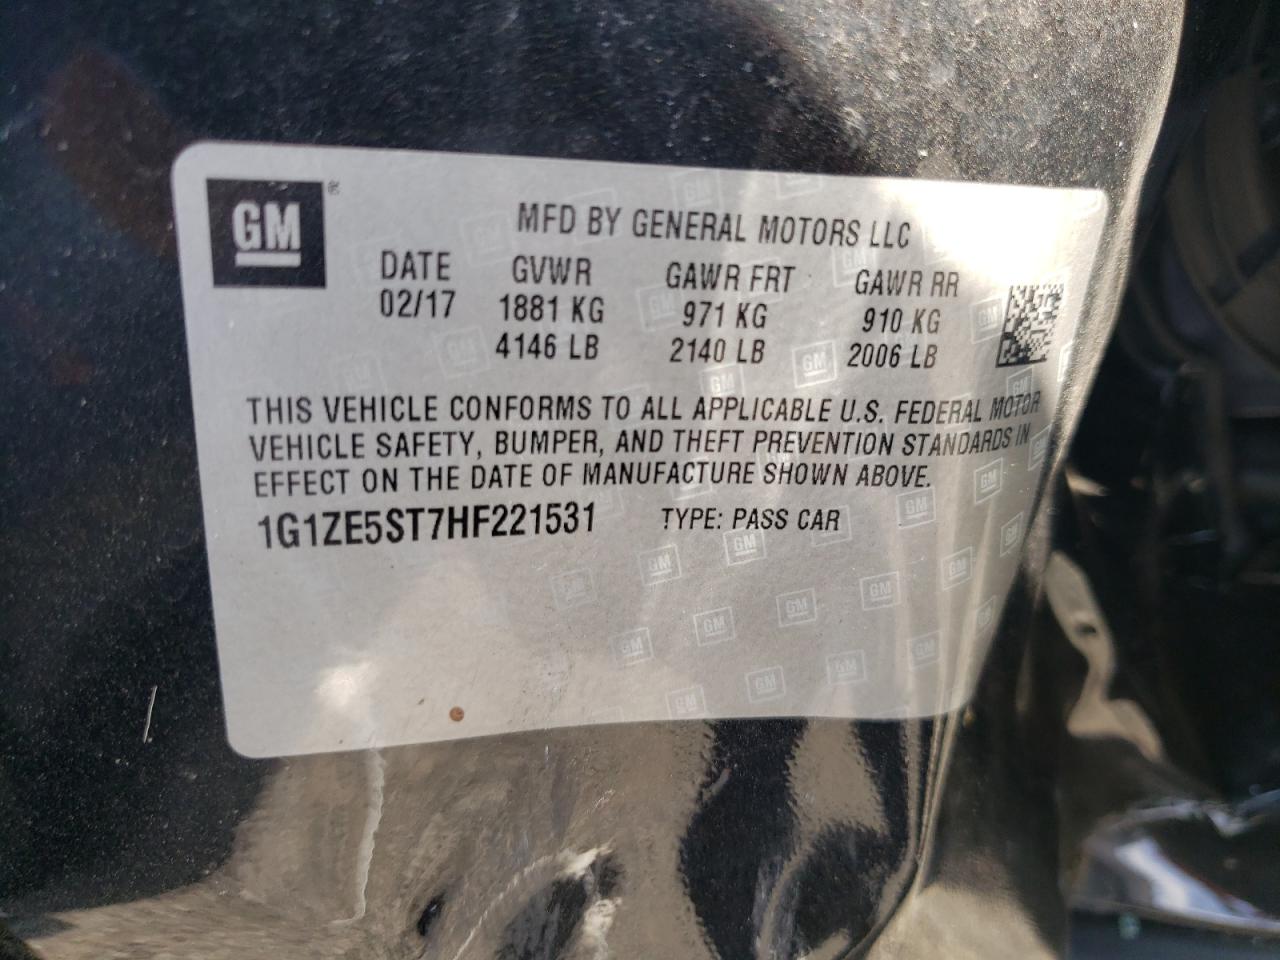 GM ®
MFD BY GENERAL MOTORS LLC
DATE GVWR GAWR FRT GAWR RR
02/17 1881 KG 971 KG 910 KG
4146 LB 2140 LB 2006 LB
THIS VEHICLE CONFORMS TO ALL APPLICABLE U.S. FEDERAL MOTOR
VEHICLE SAFETY, BUMPER, AND THEFT PREVENTION STANDARDS IN
EFFECT ON THE DATE OF MANUFACTURE SHOWN ABOVE.
1G1ZE5ST7HF221531 TYPE: PASS CAR